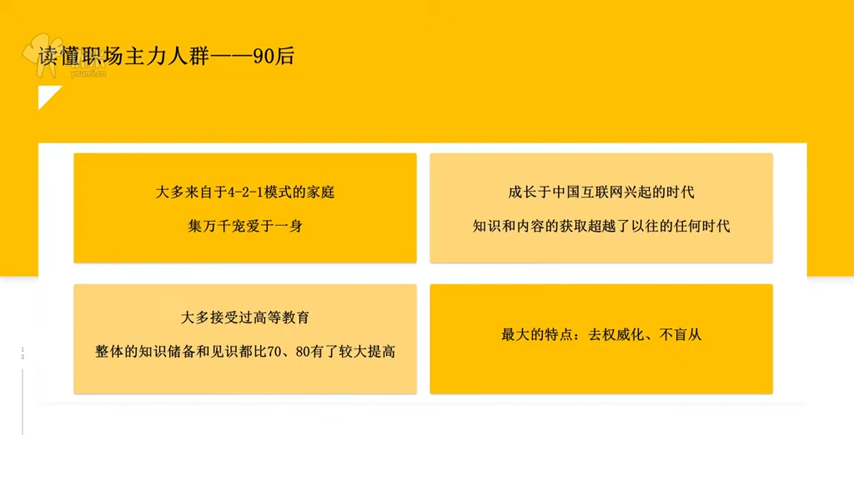 读懂职场主力人群——90后
youmi.cn
大多来自于4-2-1模式的家庭
集万千宠爱于一身
成长于中国互联网兴起的时代
知识和内容的获取超越了以往的任何时代
大多接受过高等教育
整体的知识储备和见识都比70、80有了较大提高
最大的特点：去权威化、不盲从